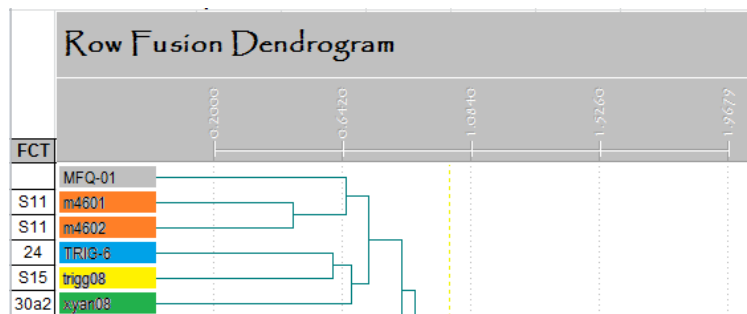 Row Fusion Dendrogram
0.2000 0.6420 1.0840 1.5260 1.9679
FCT
MFQ-01
S11 m4601
S11 m4602
24 TRIG-6
S15 trigg08
30a2 xyan08